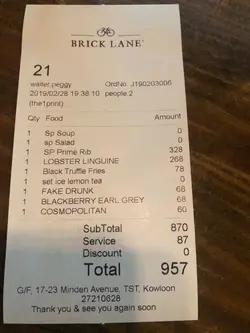 BRICK LANE
21
waiter:peggy OrdNo. J190203006
2019/02/28 19:38:10 people:2
(the1print)
Qty Food Amount
1 Sp Soup 0
1 sp Salad 0
1 SP Prime Rib 328
1 LOBSTER LINGUINE 268
1 Black Truffle Fries 78
1 set ice lemon tea 0
1 FAKE DRUNK 68
1 BLACKBERRY EARL GREY 68
1 COSMOPOLITAN 60
SubTotal 870
Service 87
Discount 0
Total 957
G/F, 17-23 Minden Avenue, TST, Kowloon
27210628
Thank you & see you again soon